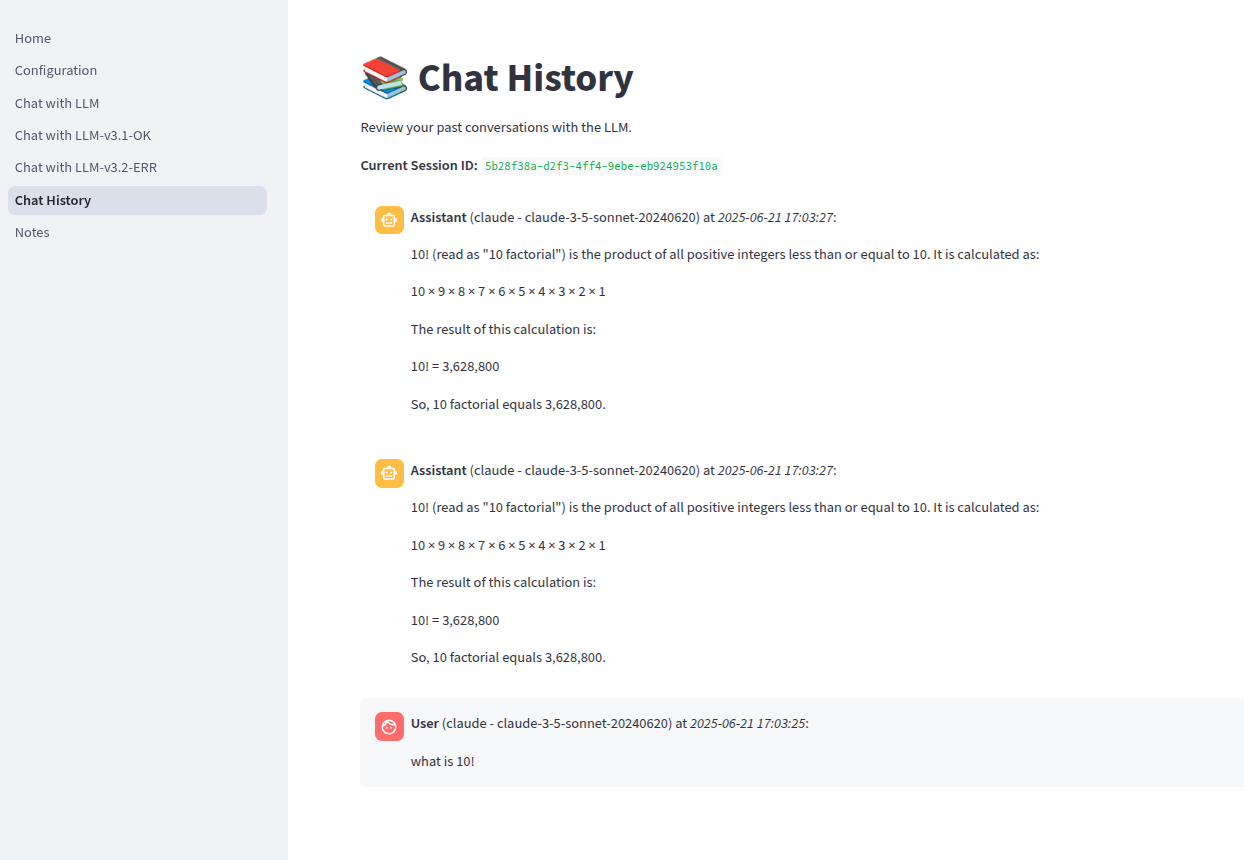 Home
Configuration
Chat with LLM
Chat with LLM-v3.1-OK
Chat with LLM-v3.2-ERR
Chat History
Notes
📚 Chat History
Review your past conversations with the LLM.
Current Session ID: 5b28f38a-d2f3-4ff4-9ebe-eb924953f10a
Assistant (claude - claude-3-5-sonnet-20240620) at 2025-06-21 17:03:27:
10! (read as "10 factorial") is the product of all positive integers less than or equal to 10. It is calculated as:
10 × 9 × 8 × 7 × 6 × 5 × 4 × 3 × 2 × 1
The result of this calculation is:
10! = 3,628,800
So, 10 factorial equals 3,628,800.
Assistant (claude - claude-3-5-sonnet-20240620) at 2025-06-21 17:03:27:
10! (read as "10 factorial") is the product of all positive integers less than or equal to 10. It is calculated as:
10 × 9 × 8 × 7 × 6 × 5 × 4 × 3 × 2 × 1
The result of this calculation is:
10! = 3,628,800
So, 10 factorial equals 3,628,800.
User (claude - claude-3-5-sonnet-20240620) at 2025-06-21 17:03:25:
what is 10!